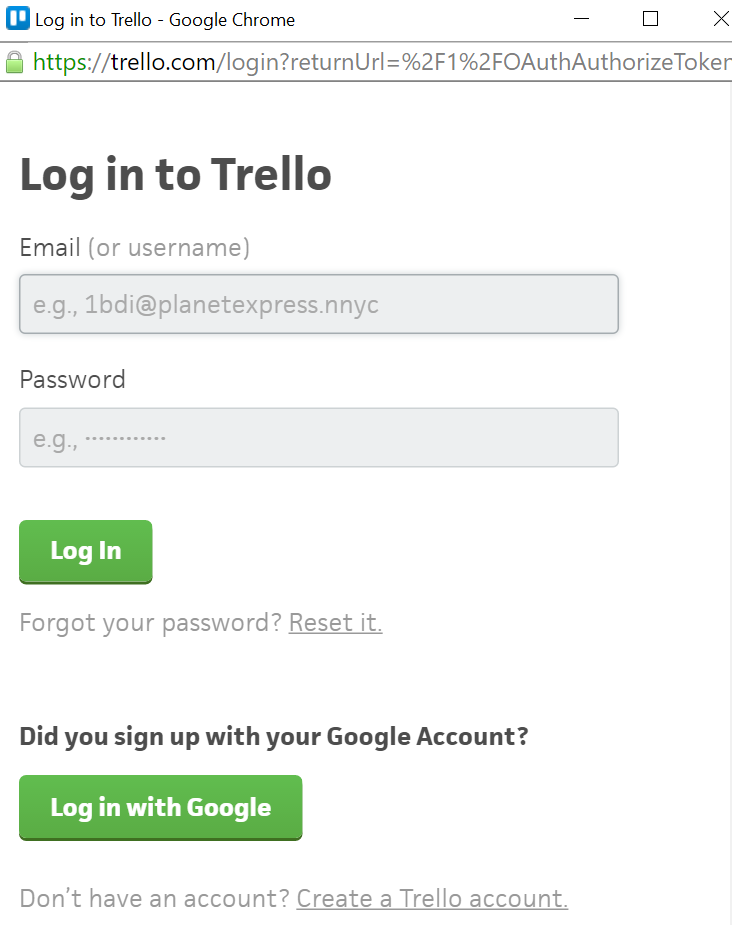 Log in to Trello - Google Chrome
https://trello.com/login?returnUrl=%2F1%2FOAuthAuthorizeToken
Log in to Trello
Email (or username)
e.g., 1bdi@planetexpress.nnyc
Password
e.g., ••••••••••••
Log In
Forgot your password? Reset it.
Did you sign up with your Google Account?
Log in with Google
Don’t have an account? Create a Trello account.